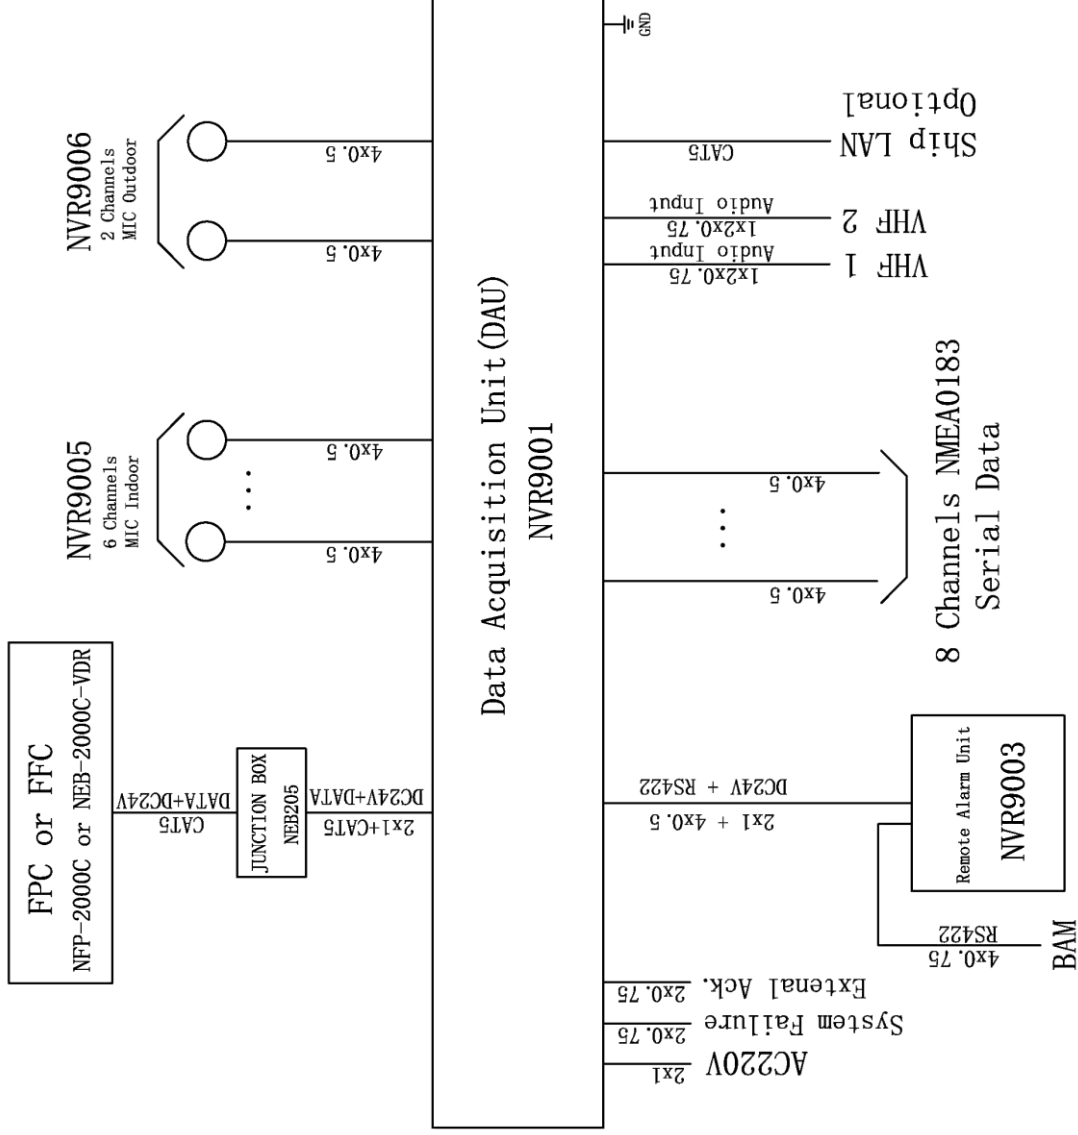 FPC or FFC
NFP-2000C or NEB-2000C-VDR
DATA+DC24V
CAT5
JUNCTION BOX
NEB205
DC24V+DATA
2x1+CAT5
NVR9005
6 Channels
MIC Indoor
4x0.5
4x0.5
NVR9006
2 Channels
MIC Outdoor
4x0.5
4x0.5
Data Acquisition Unit(DAU)
NVR9001
AC220V
2x1
System Failure
2x0.75
Extenal Ack.
2x0.75
DC24V + RS422
2x1 + 4x0.5
Remote Alarm Unit
NVR9003
RS422
4x0.75
BAM
4x0.5
4x0.5
8 Channels NMEA0183
Serial Data
Audio Input
1x2x0.75
VHF 1
Audio Input
1x2x0.75
VHF 2
CAT5
Ship LAN
Optional
GND